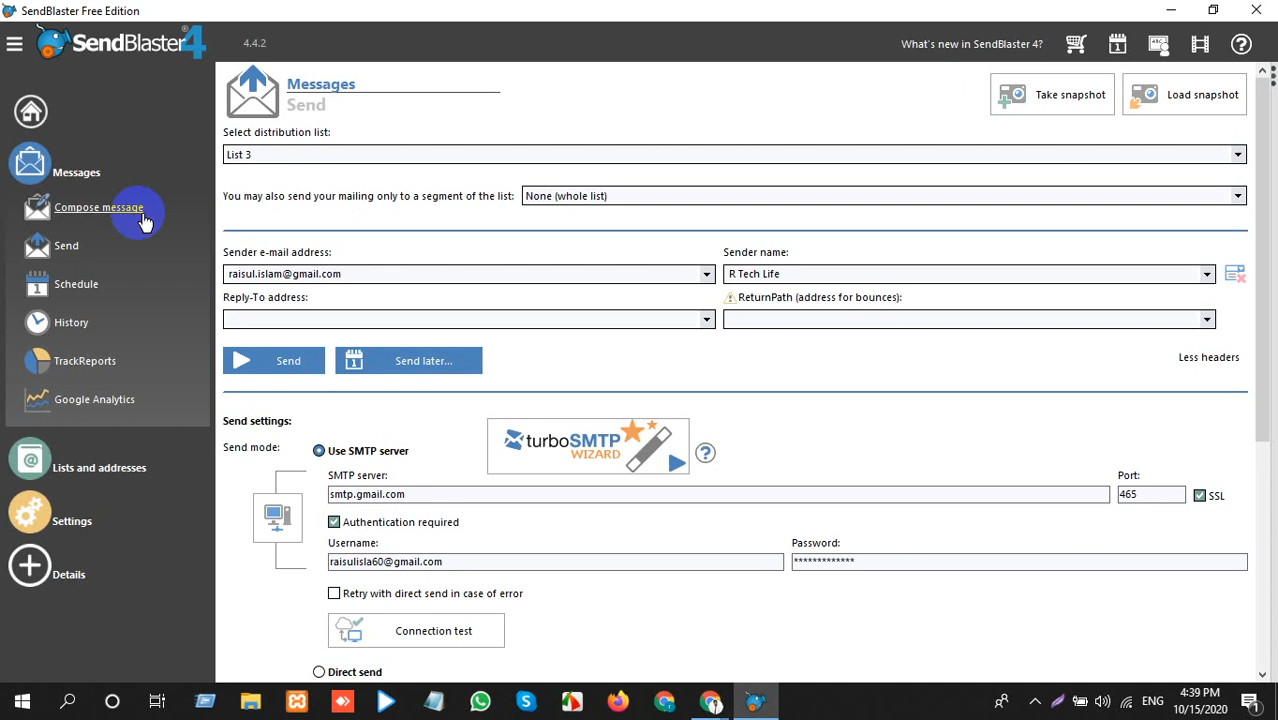 SendBlaster Free Edition
SendBlaster 4
4.4.2
What's new in SendBlaster 4?
Messages
Send
Take snapshot
Load snapshot
Select distribution list:
List 3
You may also send your mailing only to a segment of the list:
None (whole list)
Messages
Compose message
Send
Schedule
History
TrackReports
Google Analytics
Lists and addresses
Settings
Details
Sender e-mail address:
Sender name:
raisul.islam@gmail.com
R Tech Life
Reply-To address:
ReturnPath (address for bounces):
Send
Send later...
Less headers
Send settings:
Send mode:
Use SMTP server
turboSMTP
WIZARD
SMTP server:
Port:
smtp.gmail.com
465
SSL
Authentication required
Username:
Password:
raisulisla60@gmail.com
*************
Retry with direct send in case of error
Connection test
Direct send
ENG
4:39 PM
10/15/2020